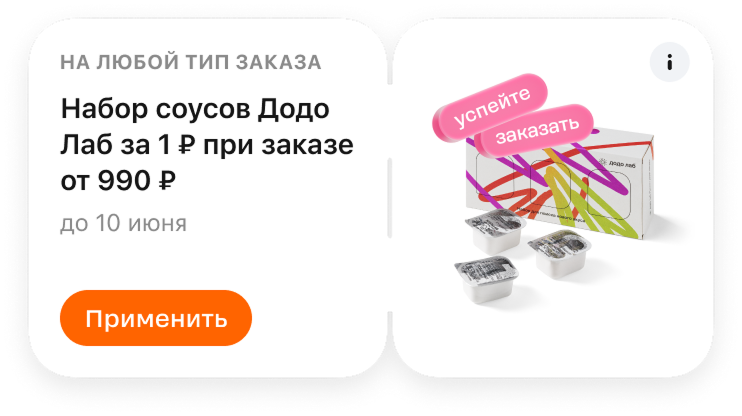 НА ЛЮБОЙ ТИП ЗАКАЗА
Набор соусов Додо
Лаб за 1 ₽ при заказе
от 990 ₽
до 10 июня
Применить
успейте
заказать
додо лаб